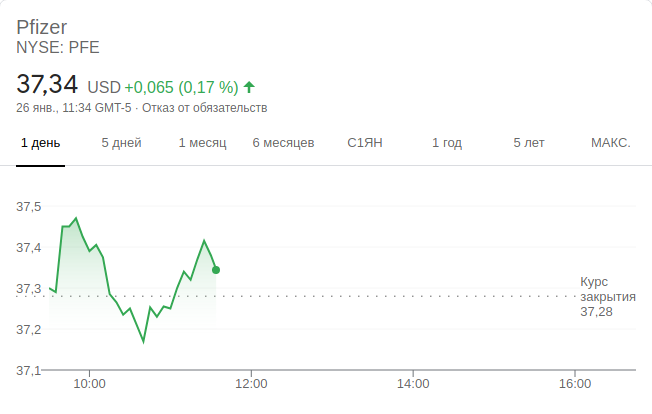 Pfizer
NYSE: PFE
37,34 USD +0,065 (0,17 %)
26 янв., 11:34 GMT-5 · Отказ от обязательств
1 день 5 дней 1 месяц 6 месяцев С1ЯН 1 год 5 лет МАКС.
37,5
37,4
37,3
37,2
37,1
Курс
закрытия
37,28
10:00 12:00 14:00 16:00